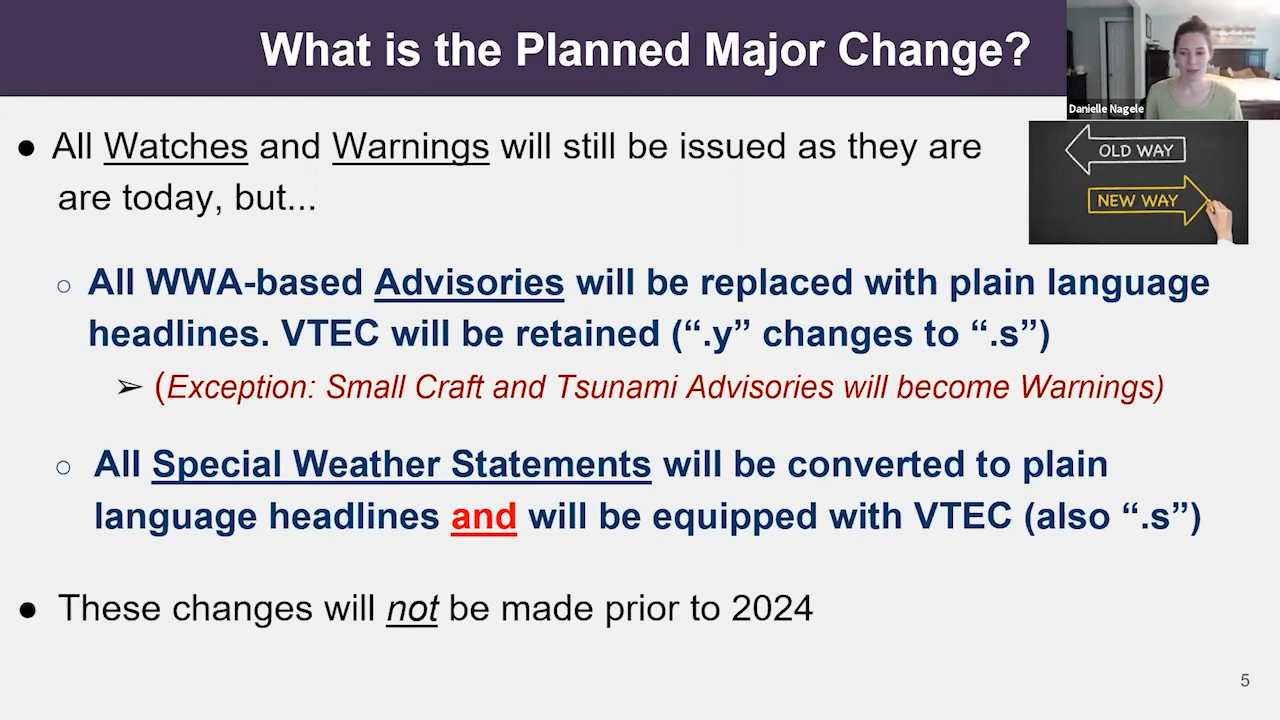 What is the Planned Major Change?
Danielle Nagele
OLD WAY
NEW WAY
● All Watches and Warnings will still be issued as they are
are today, but...
○ All WWA-based Advisories will be replaced with plain language
headlines. VTEC will be retained (“.y” changes to “.s”)
➢ (Exception: Small Craft and Tsunami Advisories will become Warnings)
○ All Special Weather Statements will be converted to plain
language headlines and will be equipped with VTEC (also “.s”)
● These changes will not be made prior to 2024
5